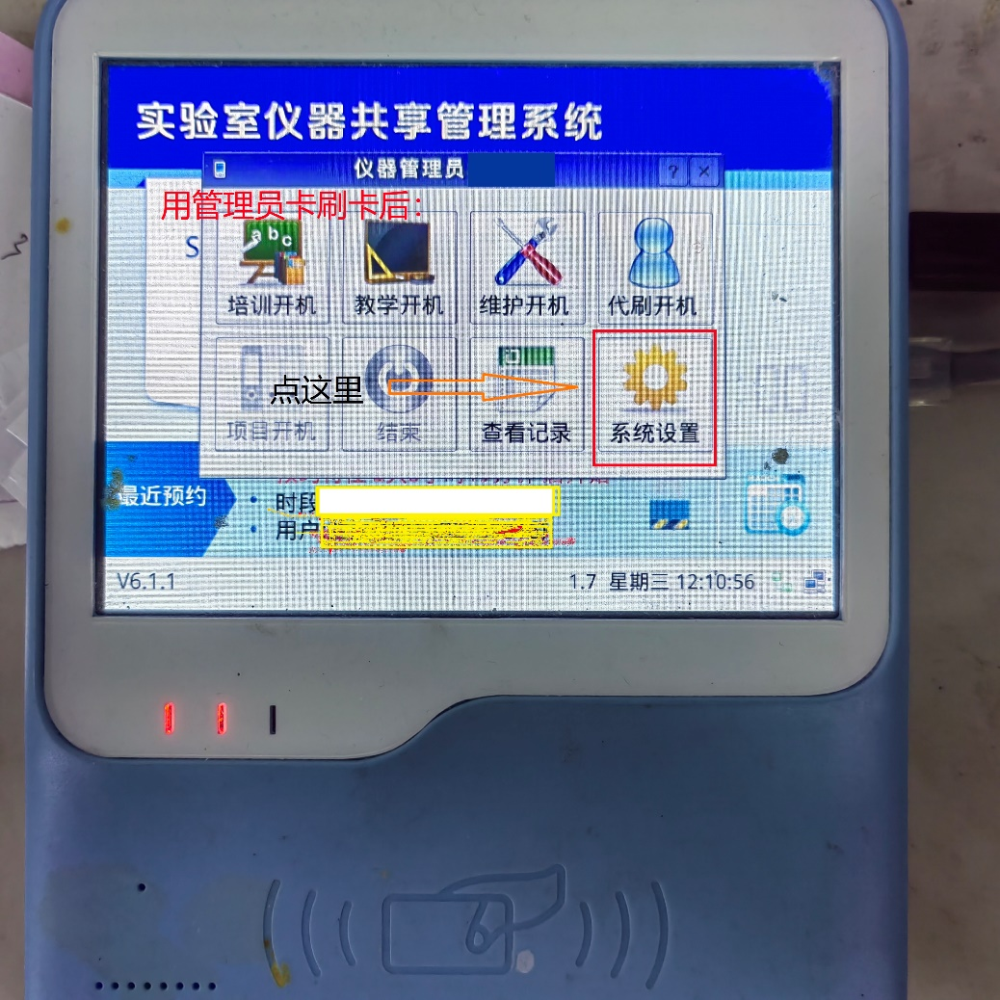 实验室仪器共享管理系统
仪器管理员
? ×
用管理员卡刷卡后：
S
abc
培训开机 教学开机 维护开机 代刷开机
点这里
项目开机 结束 查看记录 系统设置
最近预约
时段
用户
V6.1.1 1.7 星期三 12:10:56